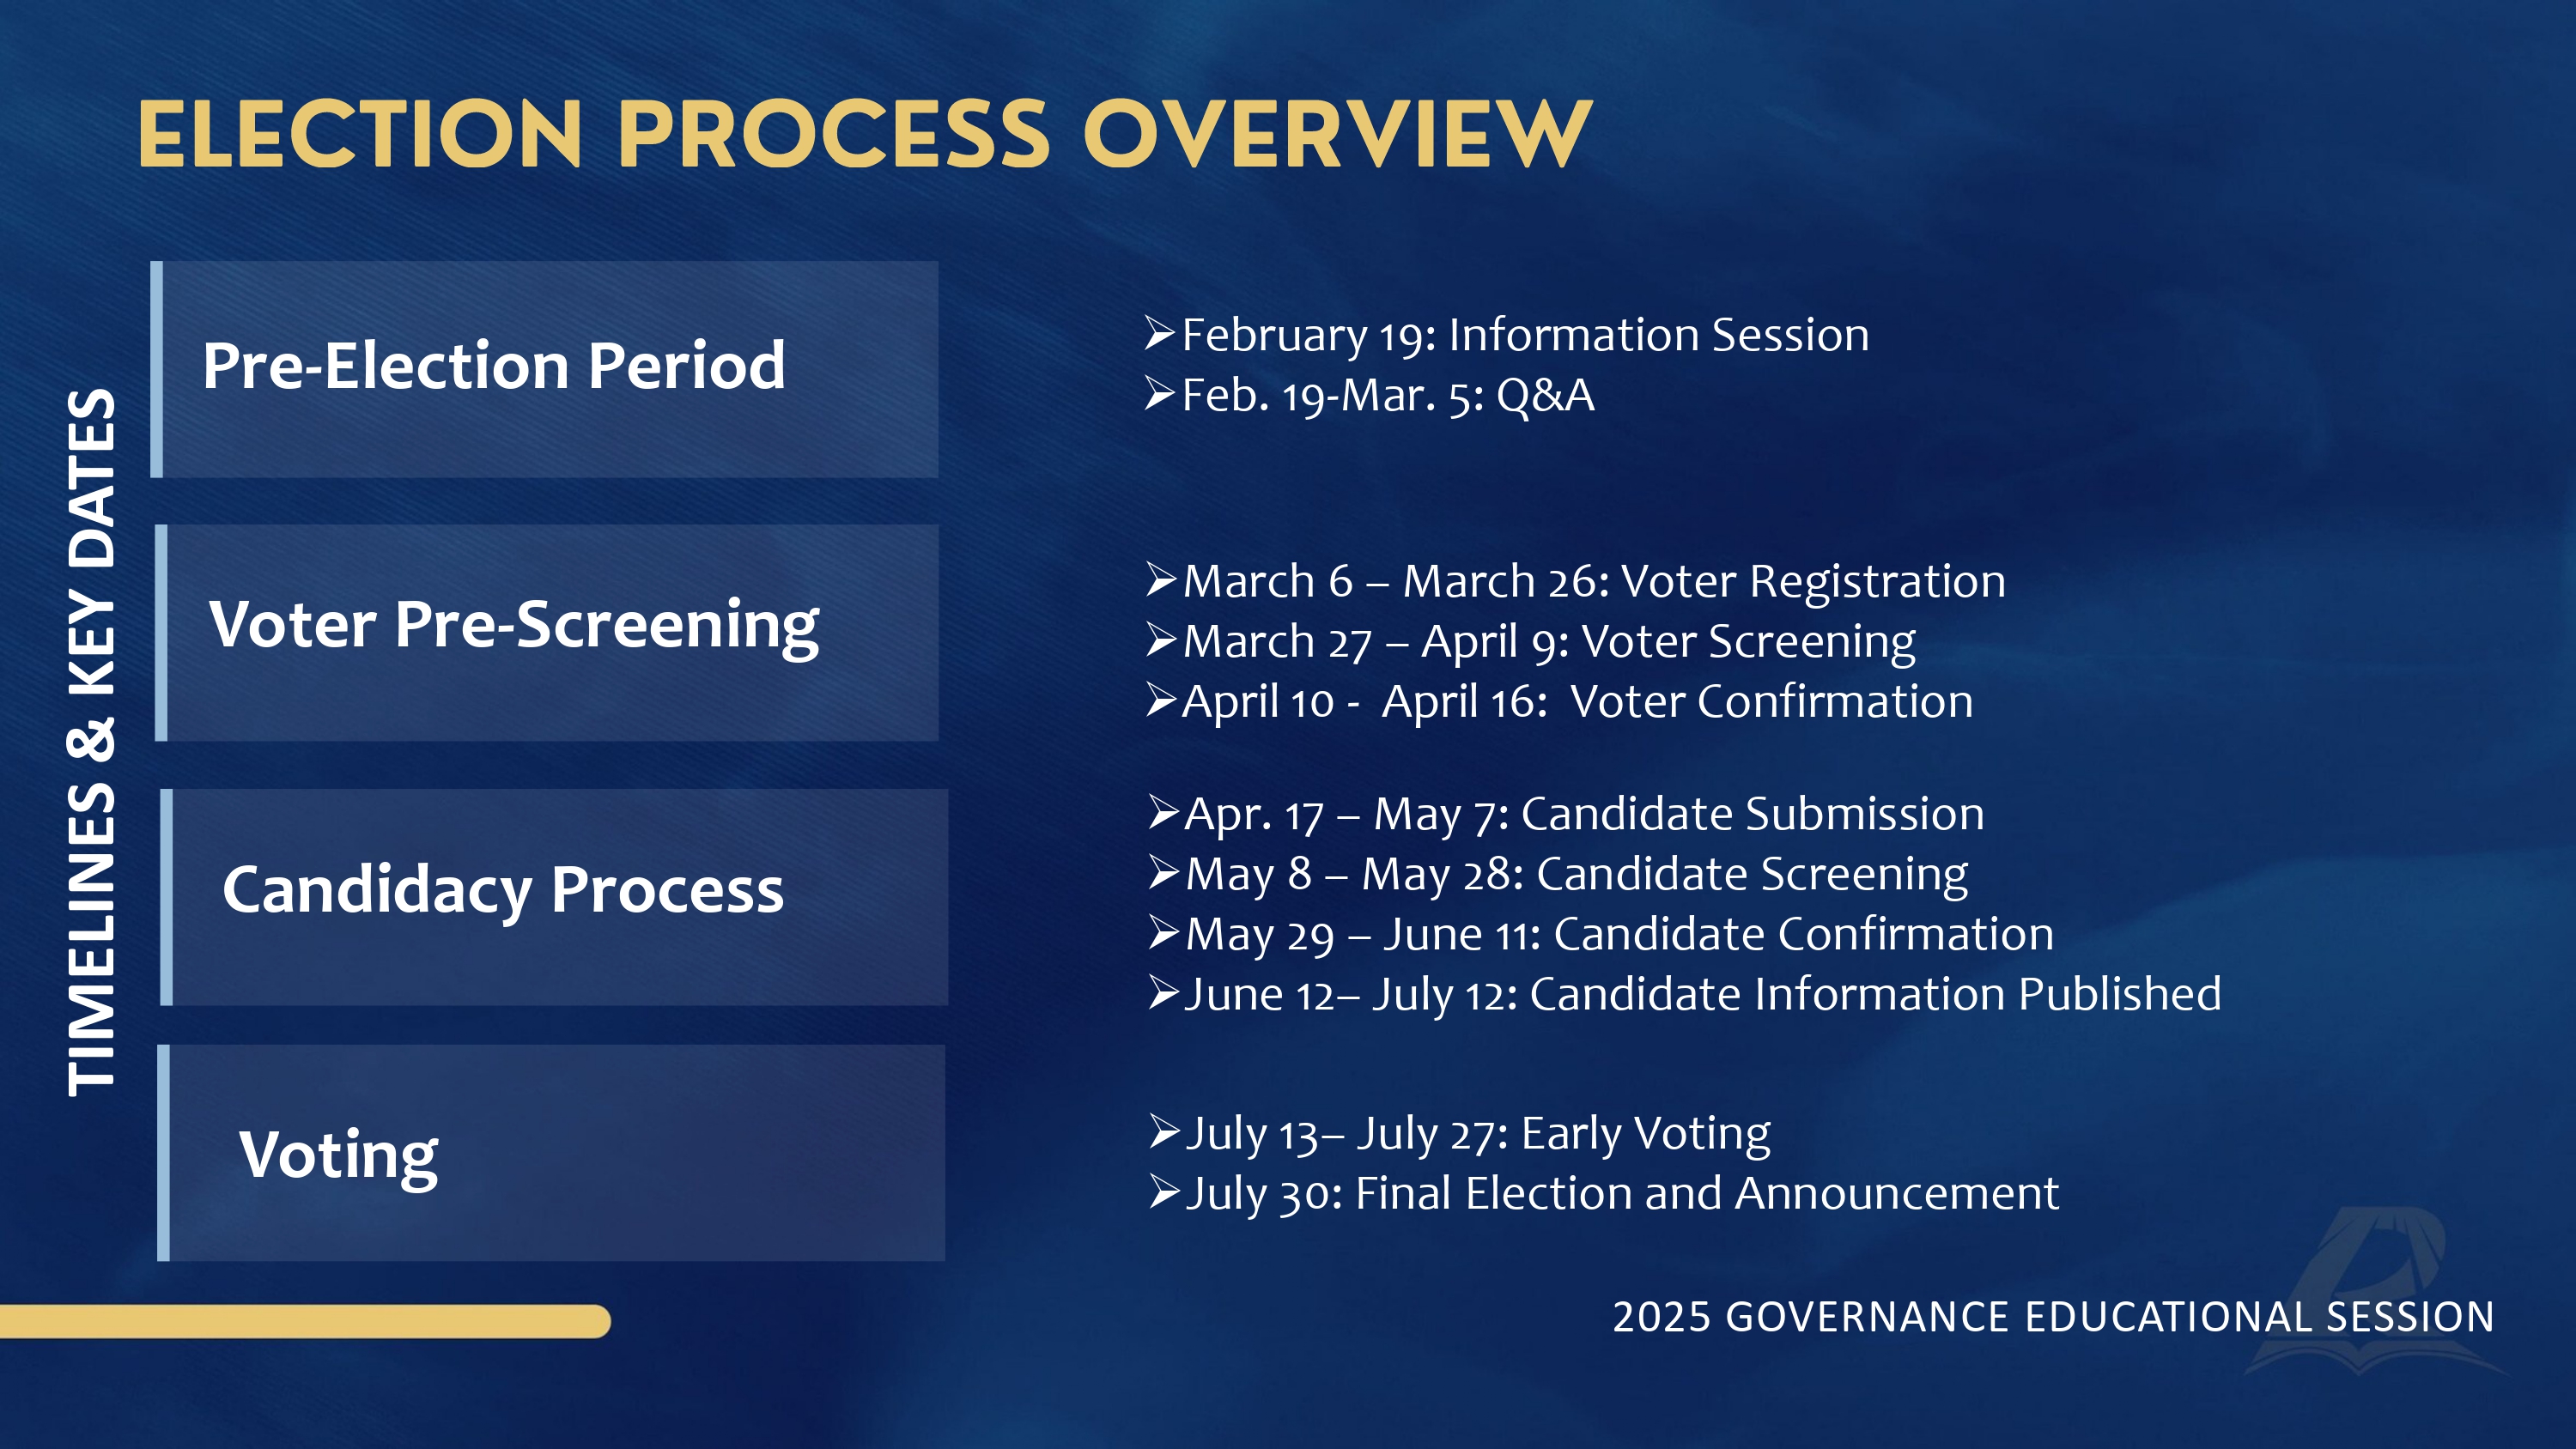 ELECTION PROCESS OVERVIEW
TIMELINES & KEY DATES
Pre-Election Period
➢February 19: Information Session
➢Feb. 19-Mar. 5: Q&A
Voter Pre-Screening
➢March 6 – March 26: Voter Registration
➢March 27 – April 9: Voter Screening
➢April 10 -  April 16:  Voter Confirmation
Candidacy Process
➢Apr. 17 – May 7: Candidate Submission
➢May 8 – May 28: Candidate Screening
➢May 29 – June 11: Candidate Confirmation
➢June 12– July 12: Candidate Information Published
Voting
➢July 13– July 27: Early Voting
➢July 30: Final Election and Announcement
2025 GOVERNANCE EDUCATIONAL SESSION